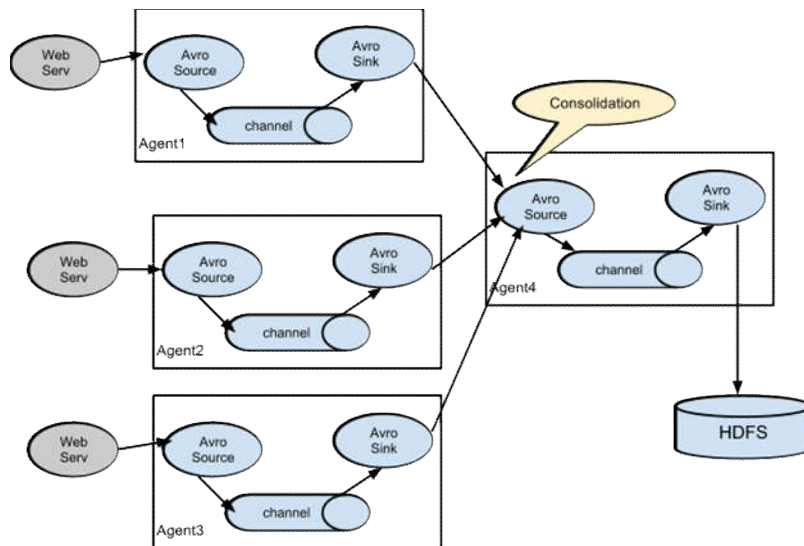 Web
Serv
Avro
Source
Avro
Sink
channel
Agent1
Consolidation
Web
Serv
Avro
Source
Avro
Sink
channel
Agent2
Avro
Source
Avro
Sink
channel
Agent4
Web
Serv
Avro
Source
Avro
Sink
channel
Agent3
HDFS